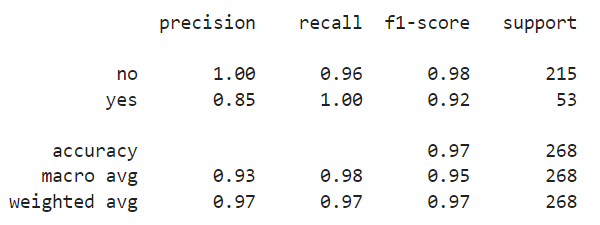 precision recall f1-score support
no 1.00 0.96 0.98 215
yes 0.85 1.00 0.92 53
accuracy 0.97 268
macro avg 0.93 0.98 0.95 268
weighted avg 0.97 0.97 0.97 268